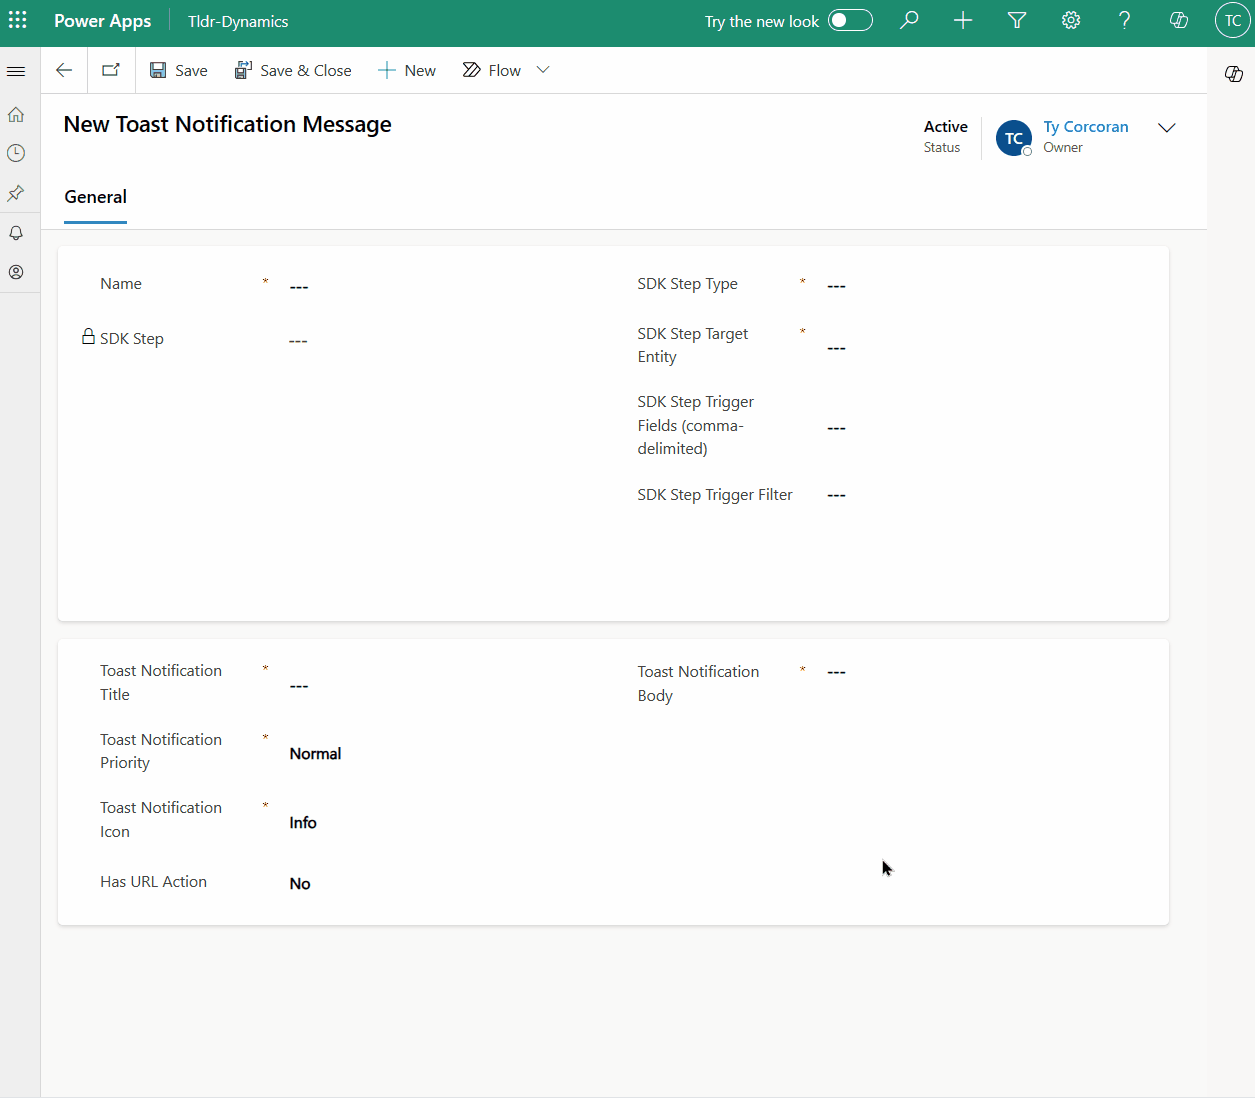 Power Apps
Tldr-Dynamics
Try the new look
TC
Save
Save & Close
New
Flow
New Toast Notification Message
Active
Status
TC
Ty Corcoran
Owner
General
Name * ---
SDK Step ---
SDK Step Type * ---
SDK Step Target
Entity
* ---
SDK Step Trigger
Fields (comma-
delimited)
---
SDK Step Trigger Filter ---
Toast Notification
Title
* ---
Toast Notification
Priority
* Normal
Toast Notification
Icon
* Info
Has URL Action No
Toast Notification
Body
* ---